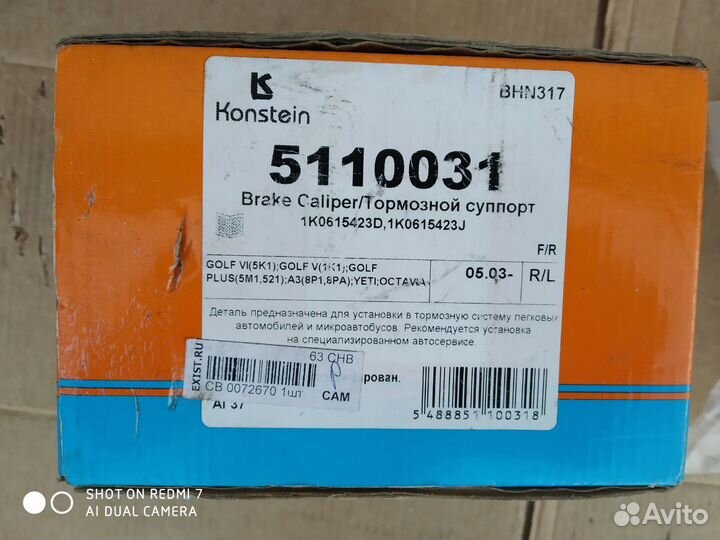 Konstein
BHN317
5110031
Brake Caliper/Тормозной суппорт
1K0615423D,1K0615423J
F/R
GOLF VI(5K1);GOLF V(1K1);GOLF
PLUS(5M1,521);A3(8P1,8PA);YETI;OCTAVIA
05.03-
R/L
Деталь предназначена для установки в тормозную систему легковых
автомобилей и микроавтобусов. Рекомендуется установка
на специализированном автосервисе.
EXIST.RU
63 CHB
рован.
CB 0072670 1шт
CAM
AI 37
5 488851 100318
SHOT ON REDMI 7
AI DUAL CAMERA
Avito